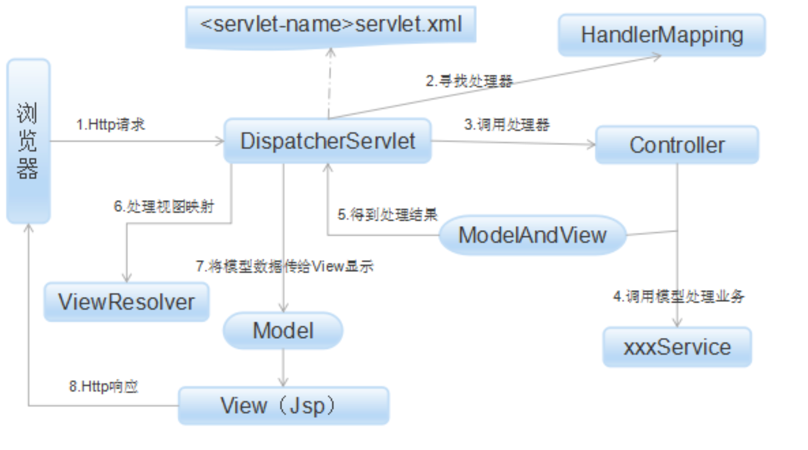 <servlet-name>servlet.xml
HandlerMapping
2.寻找处理器
浏览器
1.Http请求
DispatcherServlet
3.调用处理器
Controller
6.处理视图映射
5.得到处理结果
ModelAndView
7.将模型数据传给View显示
ViewResolver
4.调用模型处理业务
Model
xxxService
8.Http响应
View（Jsp）